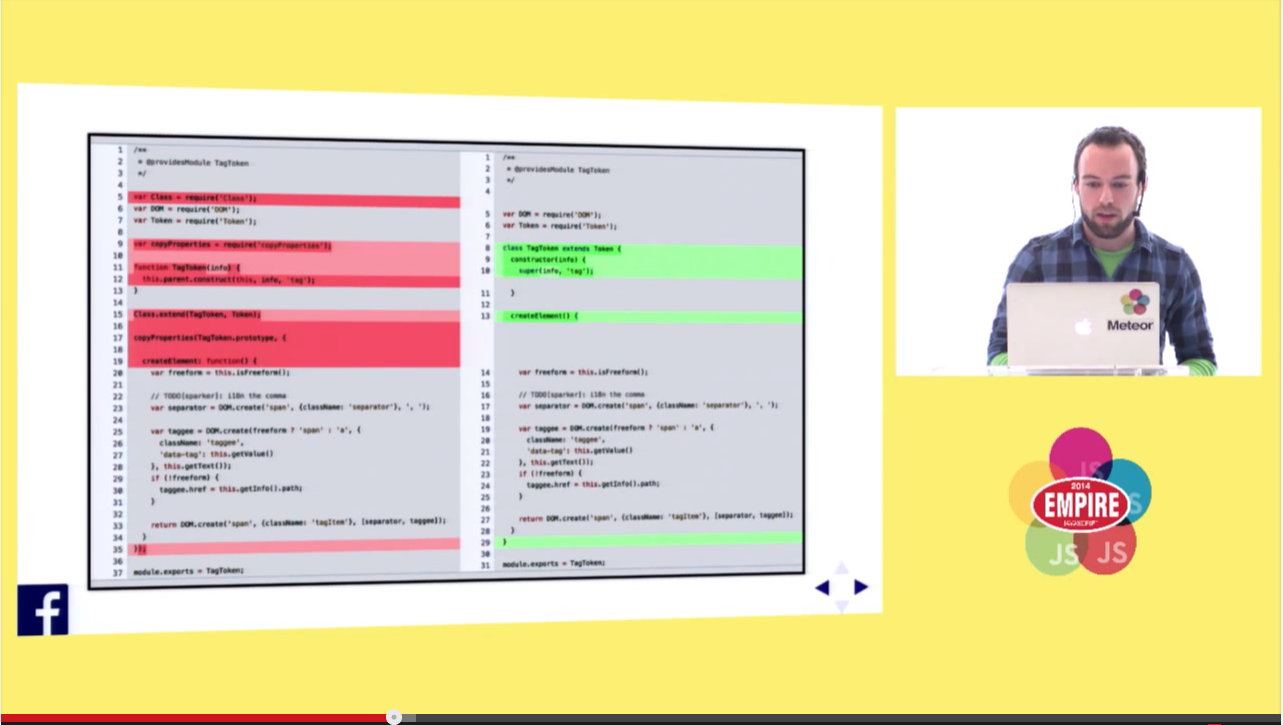 1 /**
2 * @providesModule TagToken
3 */
4
5 var Class = require('Class');
6 var DOM = require('DOM');
7 var Token = require('Token');
8
9 var copyProperties = require('copyProperties');
10
11 function TagToken(info) {
12 this.parent.construct(this, info, 'tag');
13 }
14
15 Class.extend(TagToken, Token);
16
17 copyProperties(TagToken.prototype, {
18
19 createElement: function() {
20 var freeform = this.isFreeform();
21
22 // TODO[sparker]: i18n the comma
23 var separator = DOM.create('span', {className: 'separator'}, ', ');
24
25 var taggee = DOM.create(freeform ? 'span' : 'a', {
26 className: 'taggee',
27 'data-tag': this.getValue()
28 }, this.getText());
29 if (!freeform) {
30 taggee.href = this.getInfo().path;
31 }
32
33 return DOM.create('span', {className: 'tagItem'}, [separator, taggee]);
34 }
35 });
36
37 module.exports = TagToken;
1 /**
2 * @providesModule TagToken
3 */
4
5 var DOM = require('DOM');
6 var Token = require('Token');
7
8 class TagToken extends Token {
9 constructor(info) {
10 super(info, 'tag');
11 }
12
13 createElement() {
14 var freeform = this.isFreeform();
15
16 // TODO[sparker]: i18n the comma
17 var separator = DOM.create('span', {className: 'separator'}, ', ');
18
19 var taggee = DOM.create(freeform ? 'span' : 'a', {
20 className: 'taggee',
21 'data-tag': this.getValue()
22 }, this.getText());
23 if (!freeform) {
24 taggee.href = this.getInfo().path;
25 }
26
27 return DOM.create('span', {className: 'tagItem'}, [separator, taggee]);
28 }
29 }
30
31 module.exports = TagToken;
f
Meteor
JS
2014
EMPIRE
JAVASCRIPT
JS
JS